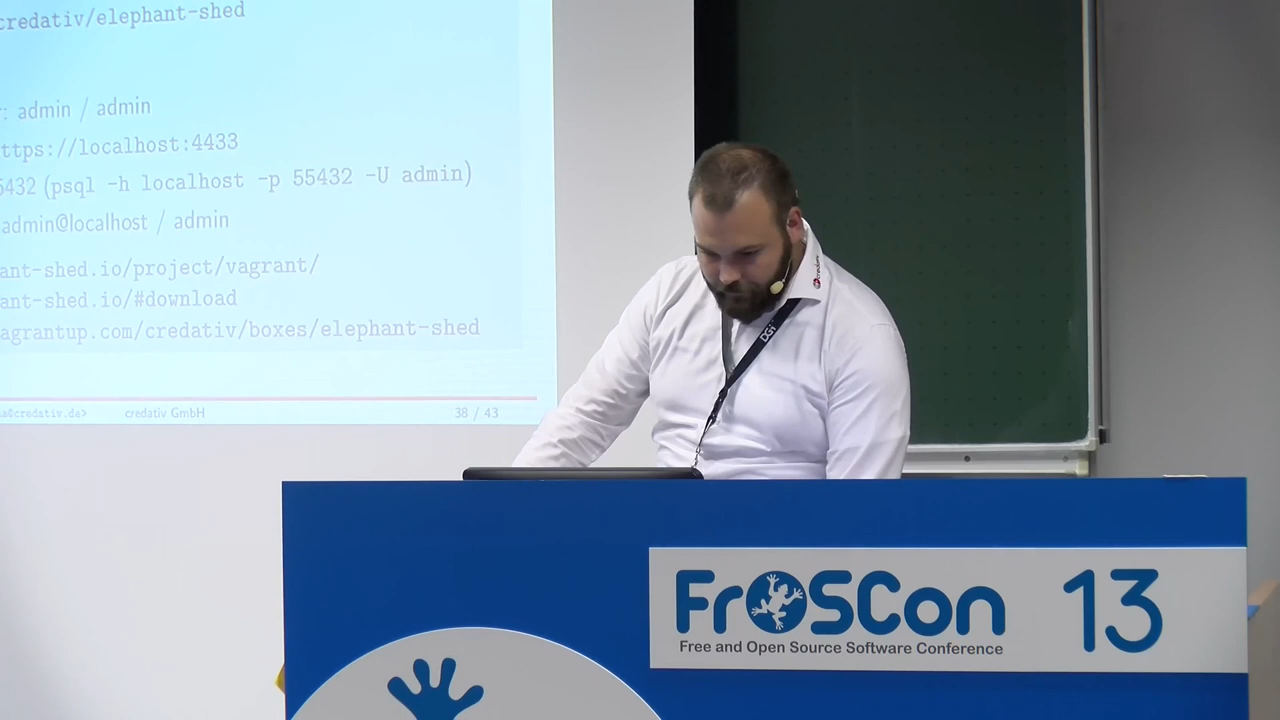 credativ/elephant-shed
: admin / admin
ttps://localhost:4433
5432 (psql -h localhost -p 55432 -U admin)
admin@localhost / admin
ant-shed.io/project/vagrant/
ant-shed.io/#download
agrantup.com/credativ/boxes/elephant-shed
@credativ.de> credativ GmbH 38 / 43
credativ
FrOSCon 13
Free and Open Source Software Conference